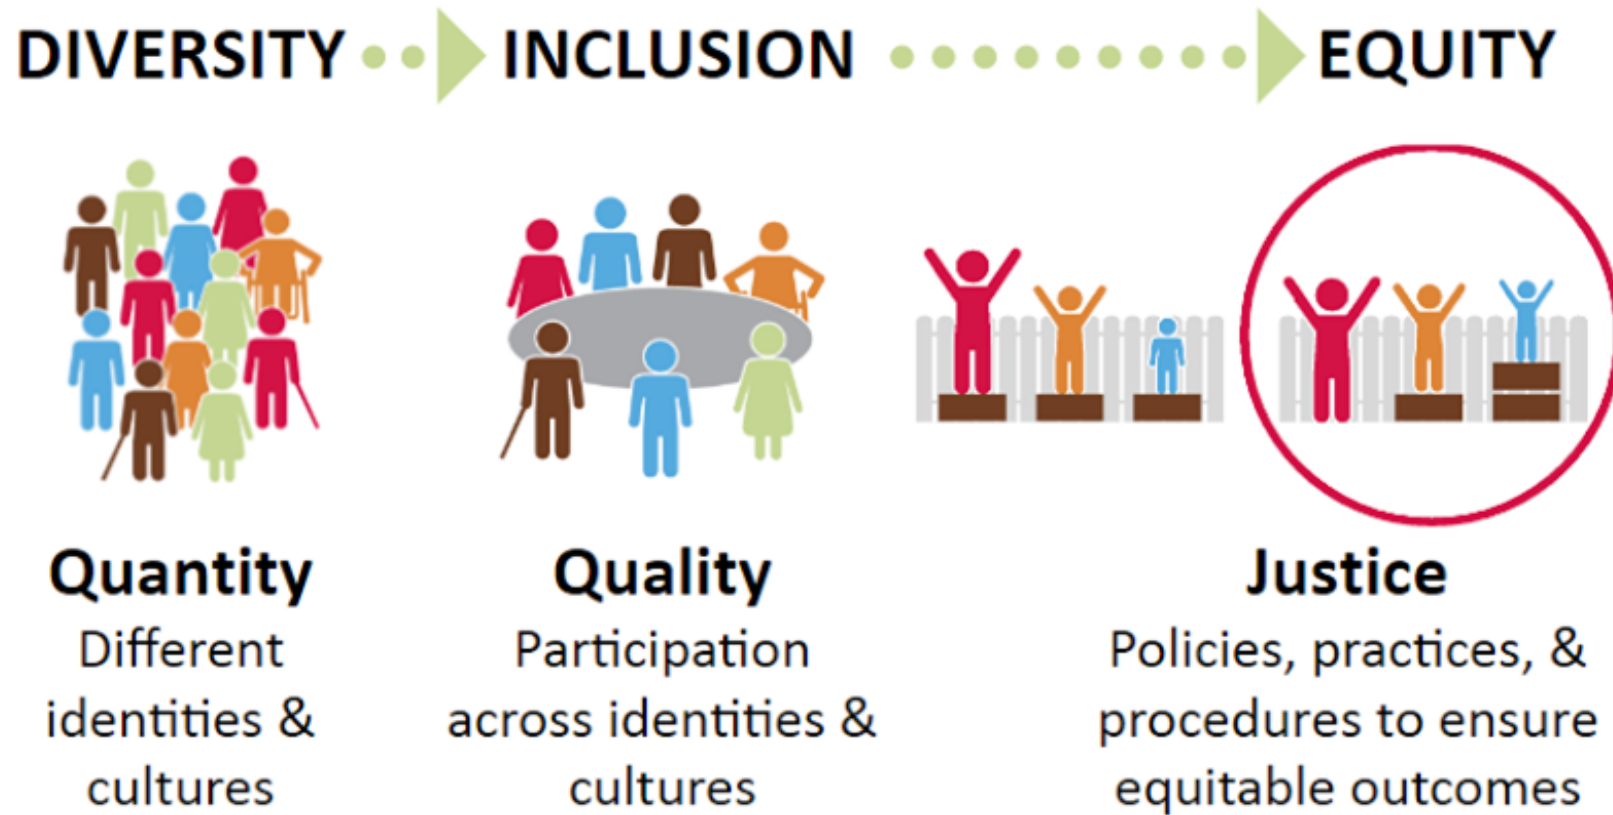 DIVERSITY INCLUSION EQUITY
Quantity
Different
identities &
cultures
Quality
Participation
across identities &
cultures
Justice
Policies, practices, &
procedures to ensure
equitable outcomes